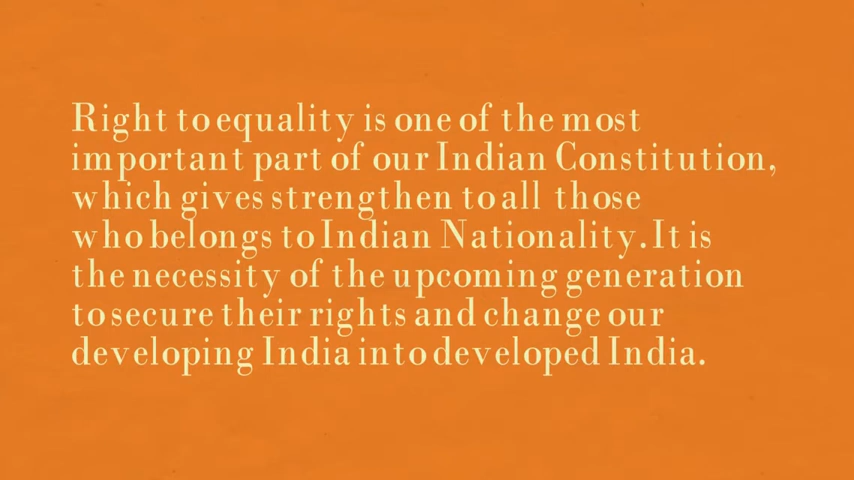 Right to equality is one of the most
important part of our Indian Constitution,
which gives strengthen to all those
who belongs to Indian Nationality. It is
the necessity of the upcoming generation
to secure their rights and change our
developing India into developed India.